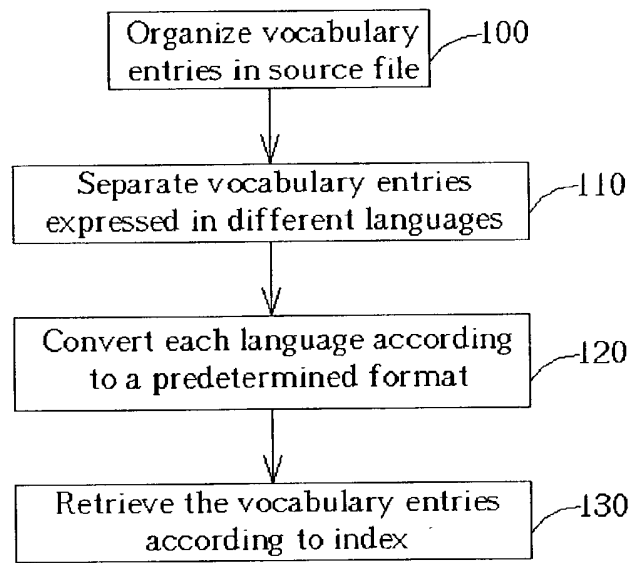 Organize vocabulary
entries in source file
100
Separate vocabulary entries
expressed in different languages
110
Convert each language according
to a predetermined format
120
Retrieve the vocabulary entries
according to index
130